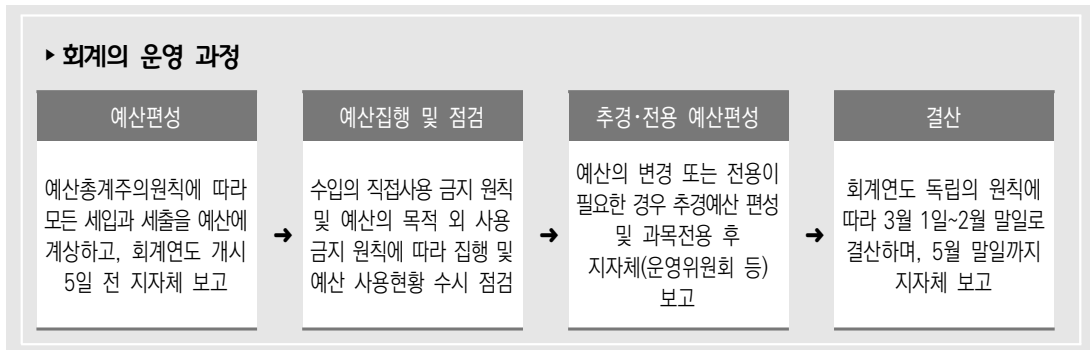 ▸ 회계의 운영 과정
예산편성
예산총계주의원칙에 따라
모든 세입과 세출을 예산에
계상하고, 회계연도 개시
5일 전 지자체 보고
➜
예산집행 및 점검
수입의 직접사용 금지 원칙
및 예산의 목적 외 사용
금지 원칙에 따라 집행 및
예산 사용현황 수시 점검
➜
추경·전용 예산편성
예산의 변경 또는 전용이
필요한 경우 추경예산 편성
및 과목전용 후
지자체(운영위원회 등)
보고
➜
결산
회계연도 독립의 원칙에
따라 3월 1일~2월 말일로
결산하며, 5월 말일까지
지자체 보고